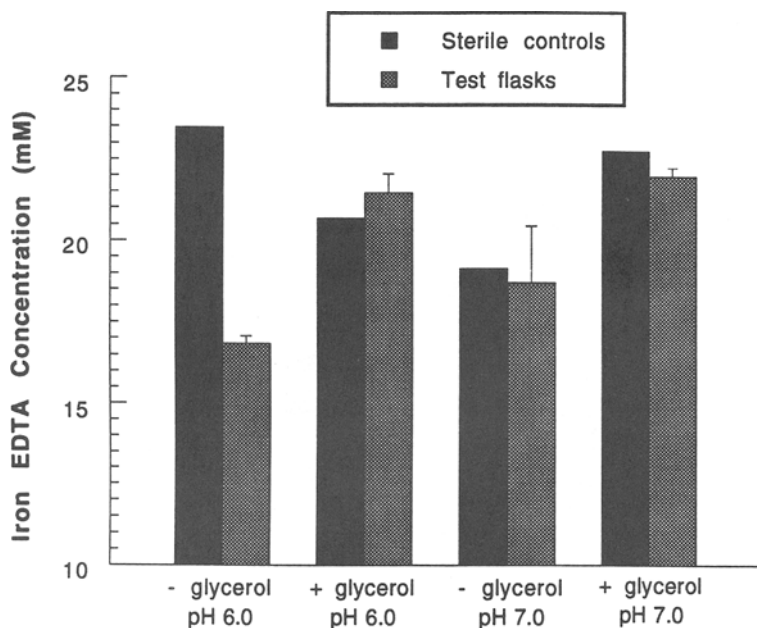 Sterile controls
Test flasks
Iron EDTA Concentration (mM)
25
20
15
10
- glycerol
pH 6.0
+ glycerol
pH 6.0
- glycerol
pH 7.0
+ glycerol
pH 7.0